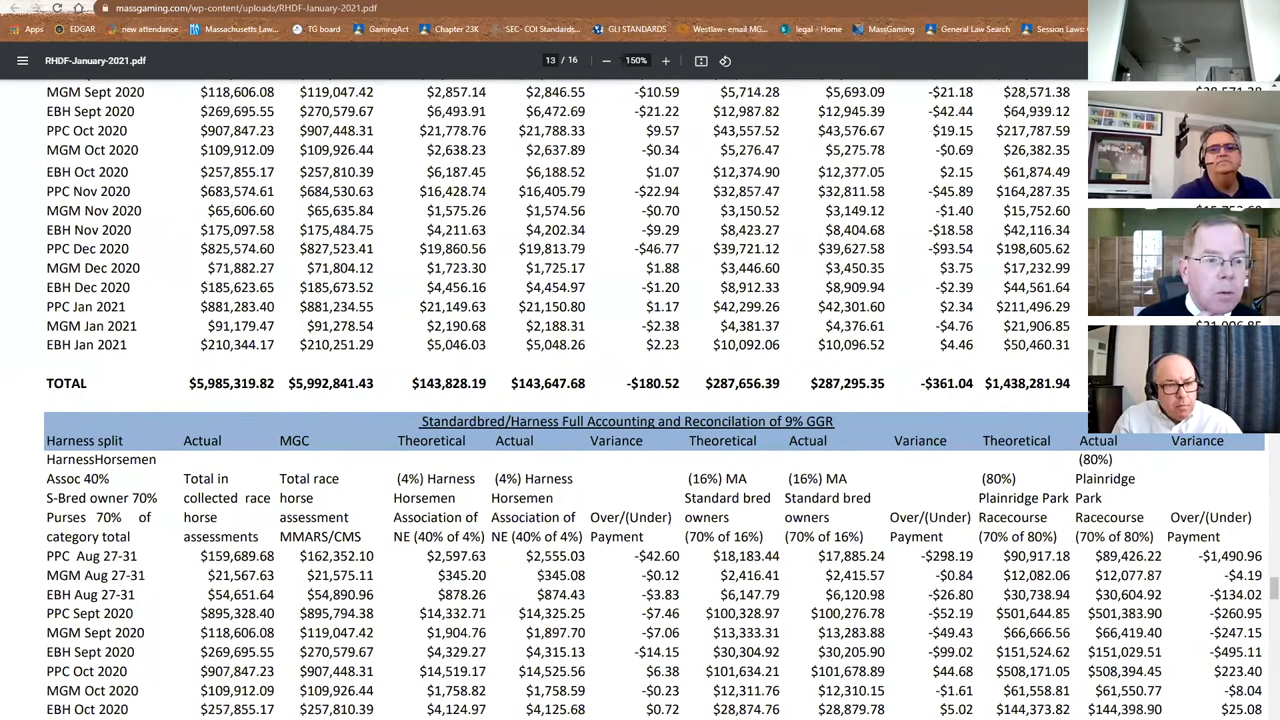 massgaming.com/wp-content/uploads/RHDF-January-2021.pdf
Apps EDGAR new attendance Massachusetts Law... TG board GamingAct Chapter 23K SEC- COI Standards... GLI STANDARDS Westlaw- email MG... legal - Home MassGaming General Law Search Session Laws:
RHDF-January-2021.pdf 13 / 16 150%
MGM Sept 2020 $118,606.08 $119,047.42 $2,857.14 $2,846.55 -$10.59 $5,714.28 $5,693.09 -$21.18 $28,571.38
EBH Sept 2020 $269,695.55 $270,579.67 $6,493.91 $6,472.69 -$21.22 $12,987.82 $12,945.39 -$42.44 $64,939.12
PPC Oct 2020 $907,847.23 $907,448.31 $21,778.76 $21,788.33 $9.57 $43,557.52 $43,576.67 -$19.15 $217,787.59
MGM Oct 2020 $109,912.09 $109,926.44 $2,638.23 $2,637.89 -$0.34 $5,276.47 $5,275.78 -$0.69 $26,382.35
EBH Oct 2020 $257,855.17 $257,810.39 $6,187.45 $6,188.52 $1.07 $12,374.90 $12,377.05 $2.15 $61,874.49
PPC Nov 2020 $683,574.61 $684,530.63 $16,428.74 $16,405.79 -$22.94 $32,857.47 $32,811.58 -$45.89 $164,287.35
MGM Nov 2020 $65,606.60 $65,635.84 $1,575.26 $1,574.56 -$0.70 $3,150.52 $3,149.12 -$1.40 $15,752.60
EBH Nov 2020 $175,097.58 $175,484.75 $4,211.63 $4,202.34 -$9.29 $8,423.27 $8,404.68 -$18.58 $42,116.34
PPC Dec 2020 $825,574.60 $827,523.41 $19,860.56 $19,813.79 -$46.77 $39,721.12 $39,627.58 -$93.54 $198,605.62
MGM Dec 2020 $71,882.27 $71,804.12 $1,723.30 $1,725.17 $1.88 $3,446.60 $3,450.35 $3.75 $17,232.99
EBH Dec 2020 $185,623.65 $185,673.52 $4,456.16 $4,454.97 -$1.20 $8,912.33 $8,909.94 -$2.39 $44,561.64
PPC Jan 2021 $881,283.40 $881,234.55 $21,149.63 $21,150.80 $1.17 $42,299.26 $42,301.60 $2.34 $211,496.29
MGM Jan 2021 $91,179.47 $91,278.54 $2,190.68 $2,188.31 -$2.38 $4,381.37 $4,376.61 -$4.76 $21,906.85
EBH Jan 2021 $210,344.17 $210,251.29 $5,046.03 $5,048.26 $2.23 $10,092.06 $10,096.52 $4.46 $50,460.31
TOTAL $5,985,319.82 $5,992,841.43 $143,828.19 $143,647.68 -$180.52 $287,656.39 $287,295.35 -$361.04 $1,438,281.94
Standardbred/Harness Full Accounting and Reconcilation of 9% GGR
Harness split Actual MGC Theoretical Actual Variance Theoretical Actual Variance Theoretical Actual Variance
HarnessHorsemen (80%)
Assoc 40% Total in Total race (4%) Harness (4%) Harness (16%) MA (16%) MA (80%) Plainridge
S-Bred owner 70% collected race horse Horsemen Horsemen Standard bred Standard bred Plainridge Park Park
Purses 70% of horse assessment Association of Association of Over/(Under) owners owners Over/(Under) Racecourse Racecourse Over/(Under)
category total assessments MMARS/CMS NE (40% of 4%) NE (40% of 4%) Payment (70% of 16%) (70% of 16%) Payment (70% of 80%) (70% of 80%) Payment
PPC Aug 27-31 $159,689.68 $162,352.10 $2,597.63 $2,555.03 -$42.60 $18,183.44 $17,885.24 -$298.19 $90,917.18 $89,426.22 -$1,490.96
MGM Aug 27-31 $21,567.63 $21,575.11 $345.20 $345.08 -$0.12 $2,416.41 $2,415.57 -$0.84 $12,082.06 $12,077.87 -$4.19
EBH Aug 27-31 $54,651.64 $54,890.96 $878.26 $874.43 -$3.83 $6,147.79 $6,120.98 -$26.80 $30,738.94 $30,604.92 -$134.02
PPC Sept 2020 $895,328.40 $895,794.38 $14,332.71 $14,325.25 -$7.46 $100,328.97 $100,276.78 -$52.19 $501,644.85 $501,383.90 -$260.95
MGM Sept 2020 $118,606.08 $119,047.42 $1,904.76 $1,897.70 -$7.06 $13,333.31 $13,283.88 -$49.43 $66,666.56 $66,419.40 -$247.15
EBH Sept 2020 $269,695.55 $270,579.67 $4,329.27 $4,315.13 -$14.15 $30,304.92 $30,205.90 -$99.02 $151,524.62 $151,029.51 -$495.11
PPC Oct 2020 $907,847.23 $907,448.31 $14,519.17 $14,525.56 $6.38 $101,634.21 $101,678.89 $44.68 $508,171.05 $508,394.45 $223.40
MGM Oct 2020 $109,912.09 $109,926.44 $1,758.82 $1,758.59 -$0.23 $12,311.76 $12,310.15 -$1.61 $61,558.81 $61,550.77 -$8.04
EBH Oct 2020 $257,855.17 $257,810.39 $4,124.97 $4,125.68 $0.72 $28,874.76 $28,879.78 $5.02 $144,373.82 $144,398.90 $25.08